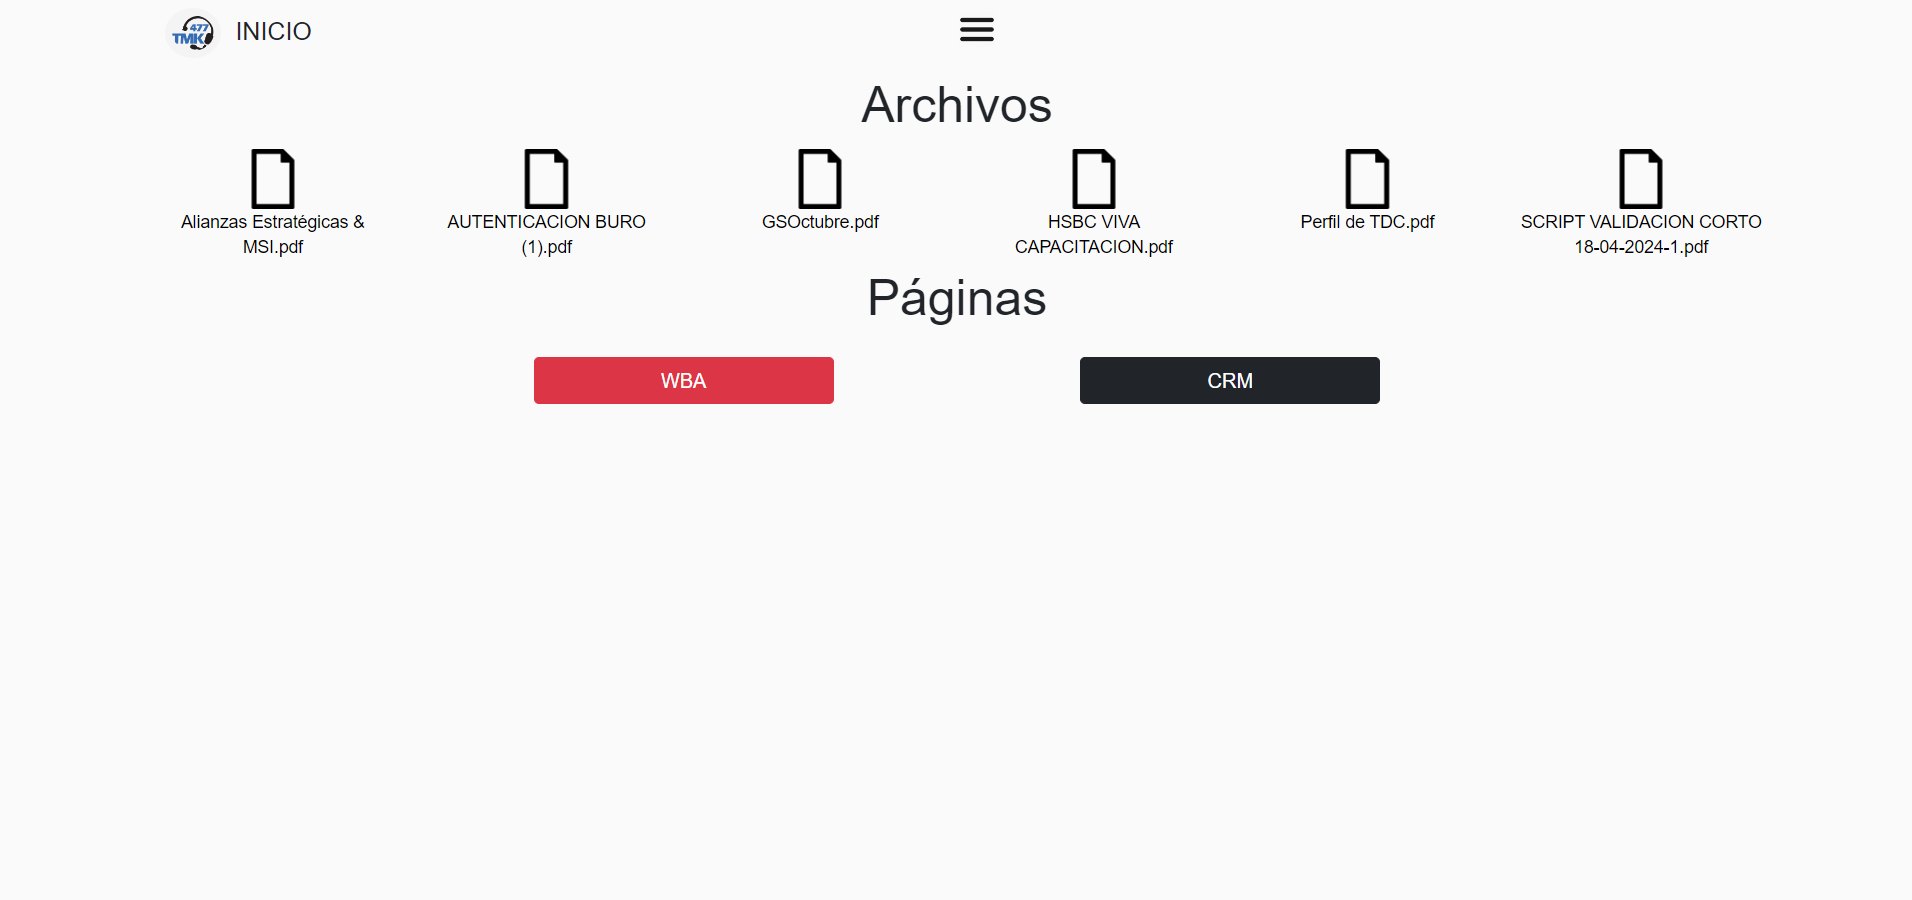 477
TMK
INICIO
Archivos
Alianzas Estratégicas &
MSI.pdf
AUTENTICACION BURO
(1).pdf
GSOctubre.pdf
HSBC VIVA
CAPACITACION.pdf
Perfil de TDC.pdf
SCRIPT VALIDACION CORTO
18-04-2024-1.pdf
Páginas
WBA
CRM